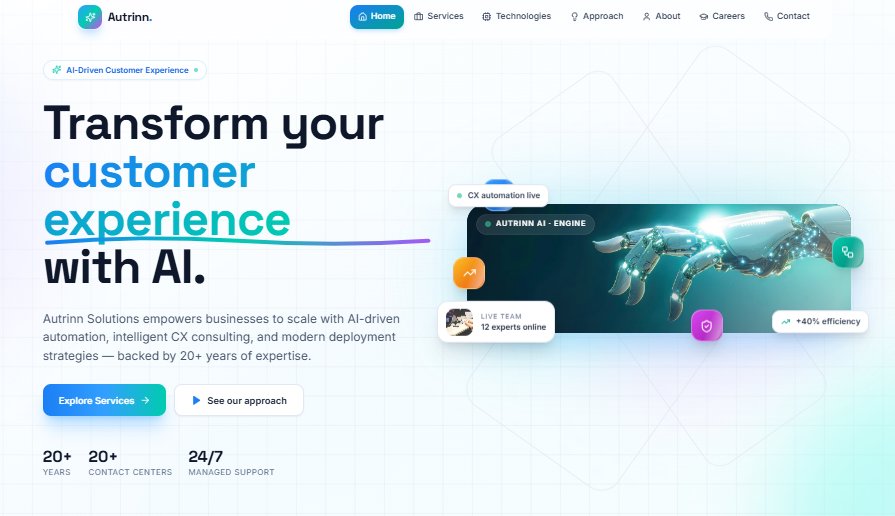 Autrinn.
Home
Services
Technologies
Approach
About
Careers
Contact
AI-Driven Customer Experience
Transform your
customer
experience
with AI.
Autrinn Solutions empowers businesses to scale with AI-driven
automation, intelligent CX consulting, and modern deployment
strategies — backed by 20+ years of expertise.
Explore Services →
See our approach
20+
YEARS
20+
CONTACT CENTERS
24/7
MANAGED SUPPORT
CX automation live
AUTRINN AI · ENGINE
LIVE TEAM
12 experts online
+40% efficiency